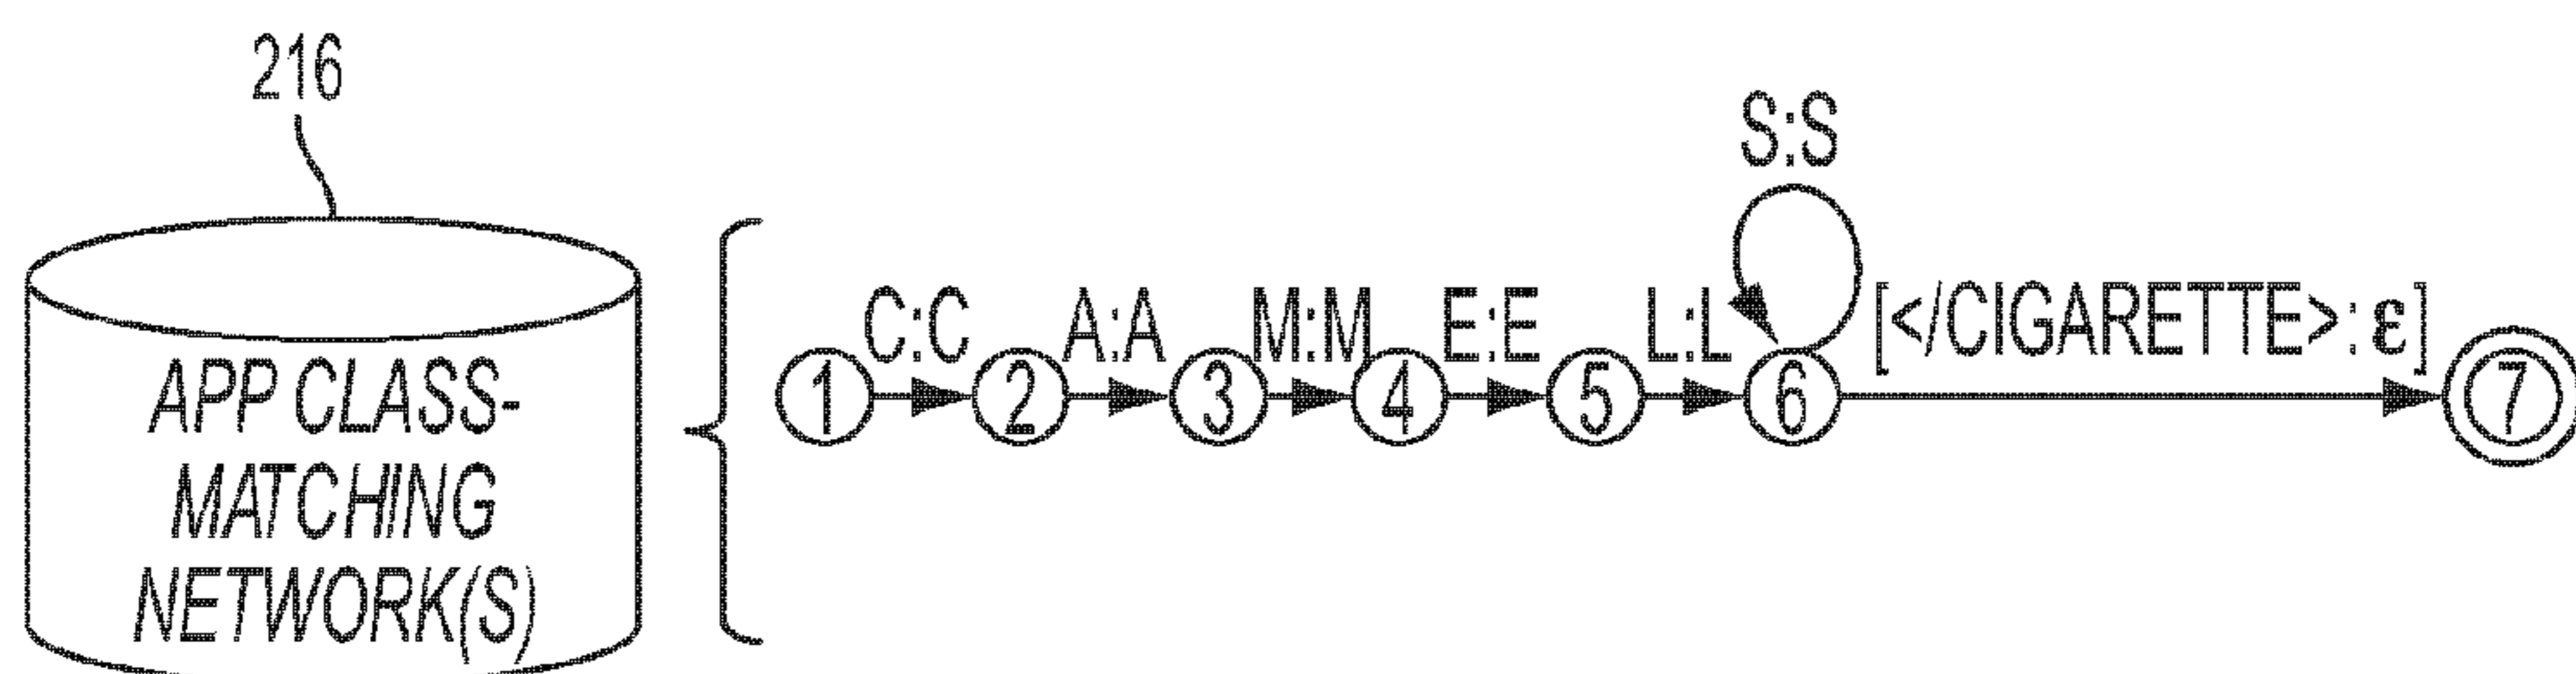 216
APP CLASS-
MATCHING
NETWORK(S)
S:S
C:C A:A M:M E:E L:L [</CIGARETTE>:ε]
1 2 3 4 5 6 7